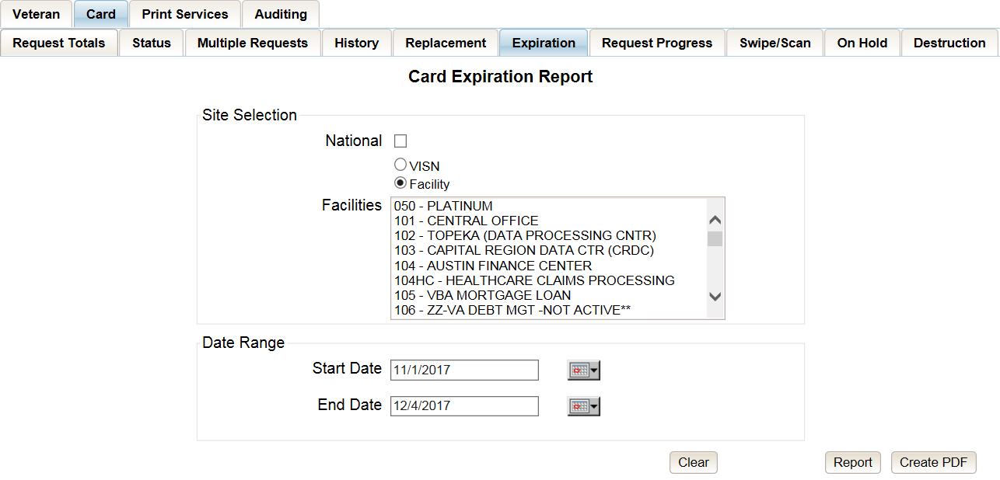 Veteran Card Print Services Auditing
Request Totals Status Multiple Requests History Replacement Expiration Request Progress Swipe/Scan On Hold Destruction
Card Expiration Report
Site Selection
National
VISN
Facility
Facilities
050 - PLATINUM
101 - CENTRAL OFFICE
102 - TOPEKA (DATA PROCESSING CNTR)
103 - CAPITAL REGION DATA CTR (CRDC)
104 - AUSTIN FINANCE CENTER
104HC - HEALTHCARE CLAIMS PROCESSING
105 - VBA MORTGAGE LOAN
106 - ZZ-VA DEBT MGT -NOT ACTIVE**
Date Range
Start Date 11/1/2017
End Date 12/4/2017
Clear Report Create PDF